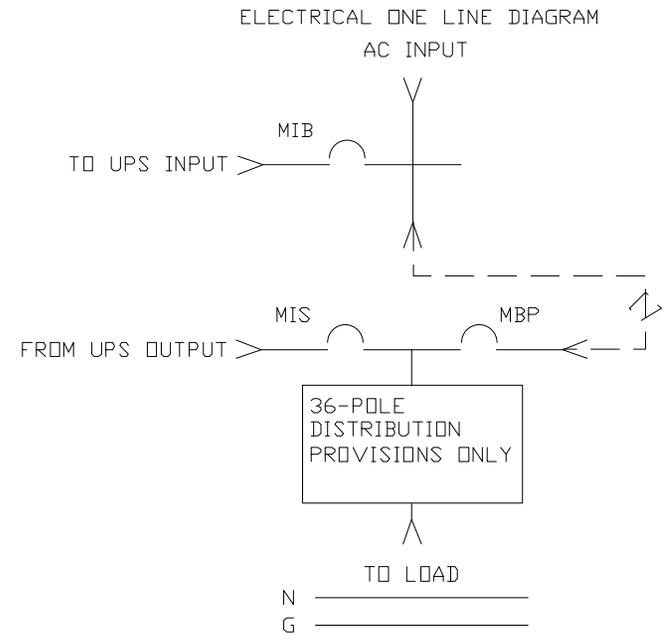 ELECTRICAL ONE LINE DIAGRAM
AC INPUT
MIB
TO UPS INPUT
MIS
MBP
FROM UPS OUTPUT
36-POLE
DISTRIBUTION
PROVISIONS ONLY
TO LOAD
N
G